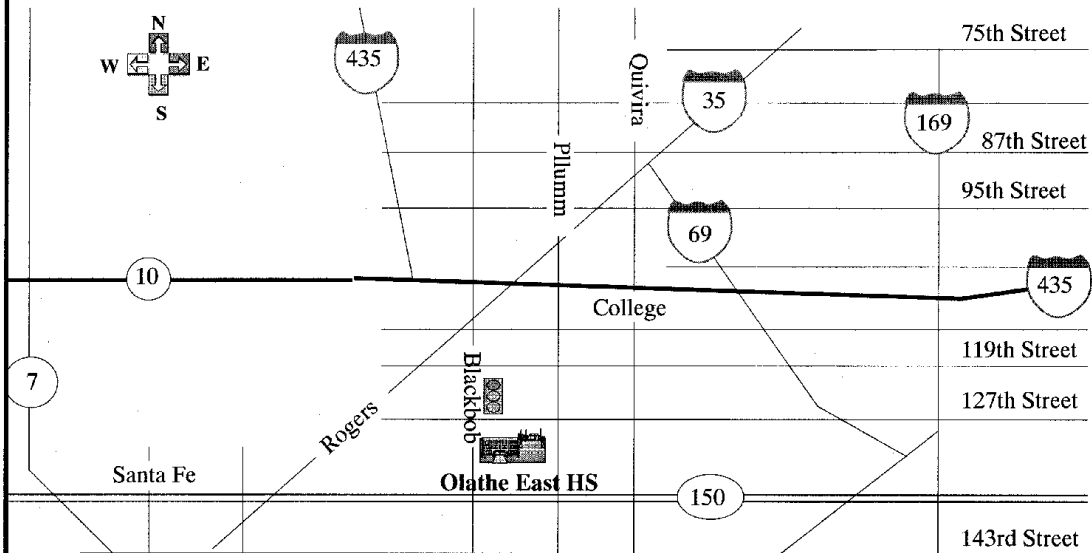 N
W E
S
435
Quivira
35
75th Street
169
87th Street
Pllumm
95th Street
69
10
435
College
119th Street
7
Blackbob
127th Street
Rogers
Santa Fe
Olathe East HS
150
143rd Street